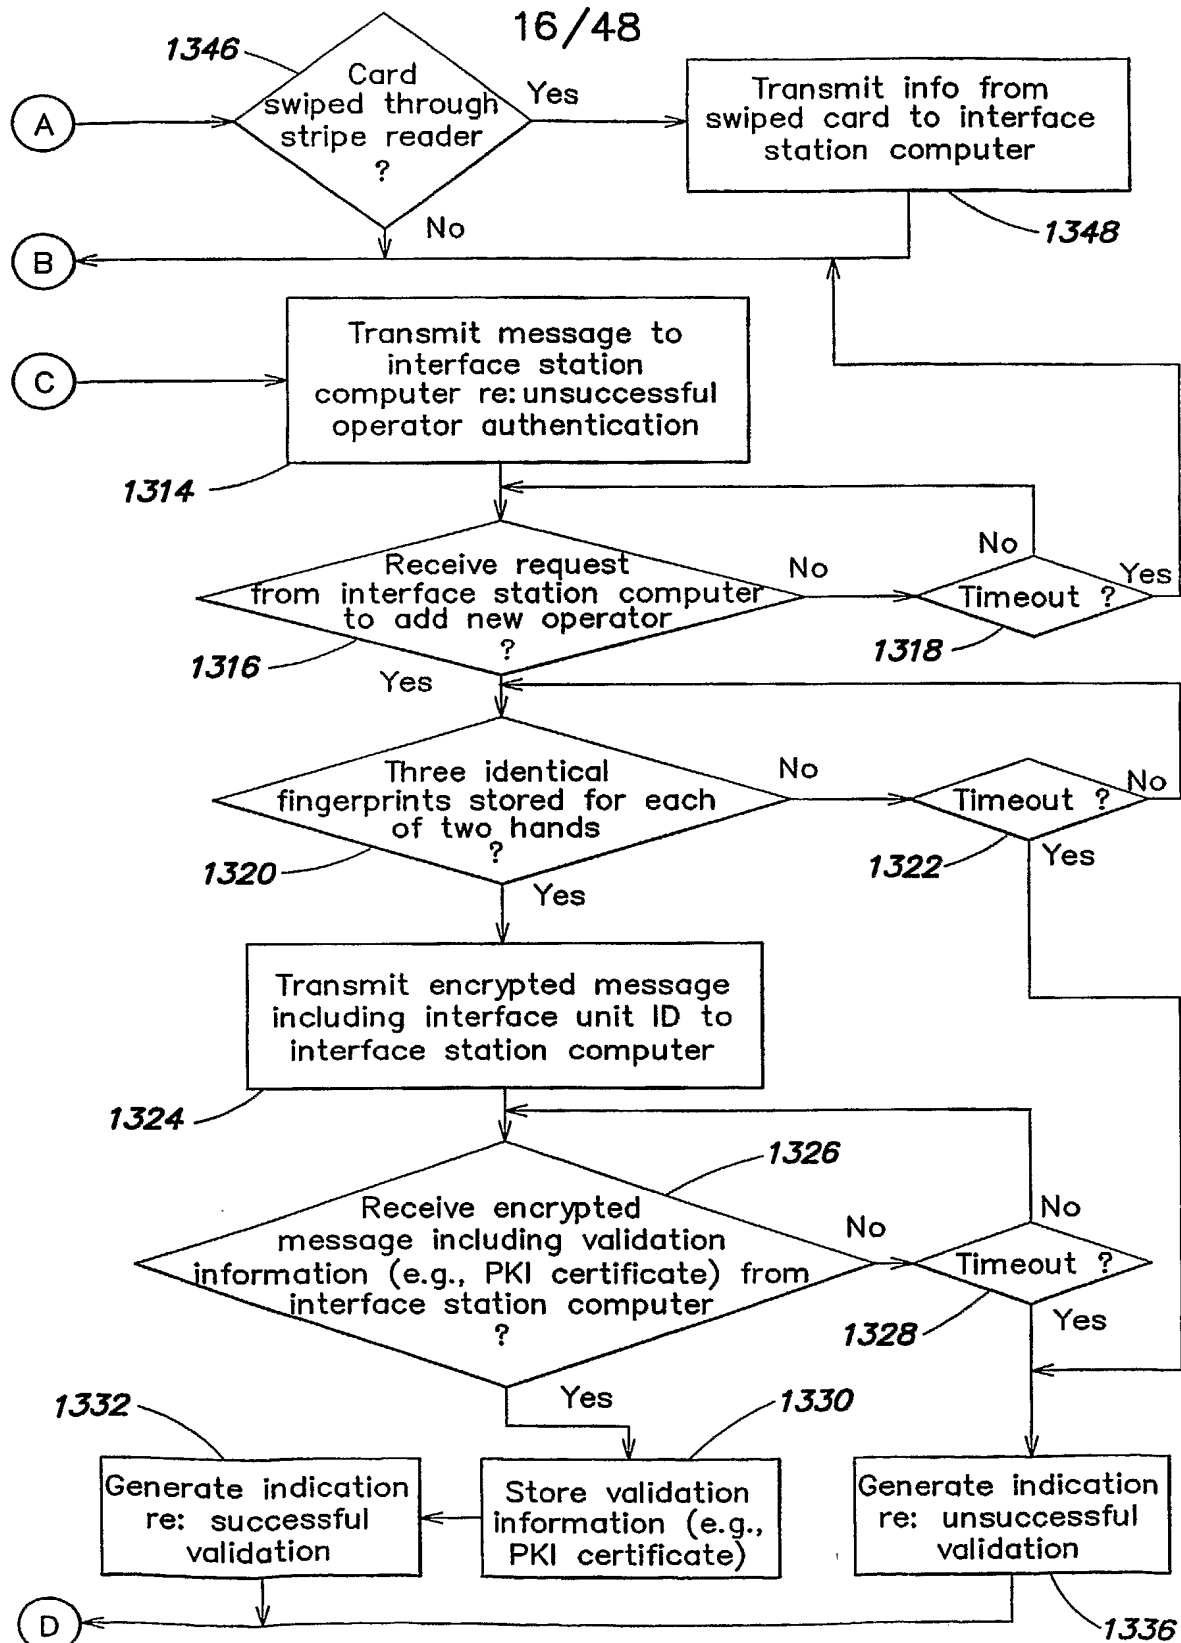 16/48
1346
Card
swiped through
stripe reader
?
Yes
No
A
Transmit info from
swiped card to interface
station computer
1348
B
C
Transmit message to
interface station
computer re: unsuccessful
operator authentication
1314
Receive request
from interface station computer
to add new operator
?
1316
No
Yes
No
Timeout ?
Yes
1318
Three identical
fingerprints stored for each
of two hands
?
1320
No
Yes
Timeout ?
No
1322
Yes
Transmit encrypted message
including interface unit ID to
interface station computer
1324
1326
Receive encrypted
message including validation
information (e.g., PKI certificate) from
interface station computer
?
No
No
Timeout ?
1328
Yes
Yes
1330
1332
Generate indication
re: successful
validation
Store validation
information (e.g.,
PKI certificate)
Generate indication
re: unsuccessful
validation
D
1336